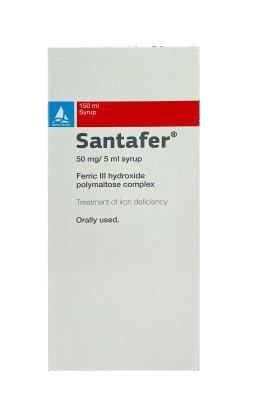 150 ml
Syrup
Santafer®
50 mg/ 5 ml syrup
Ferric III hydroxide
polymaltose complex
Treatment of iron deficiency
Orally used.